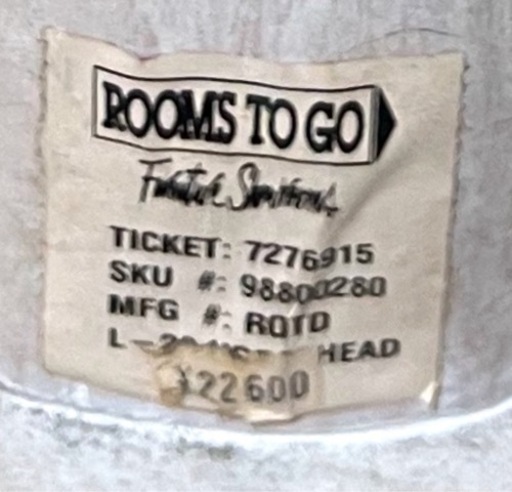 ROOMS TO GO
TICKET: 7276915
SKU #: 98800280
MFG #: RQTD
HEAD
22600